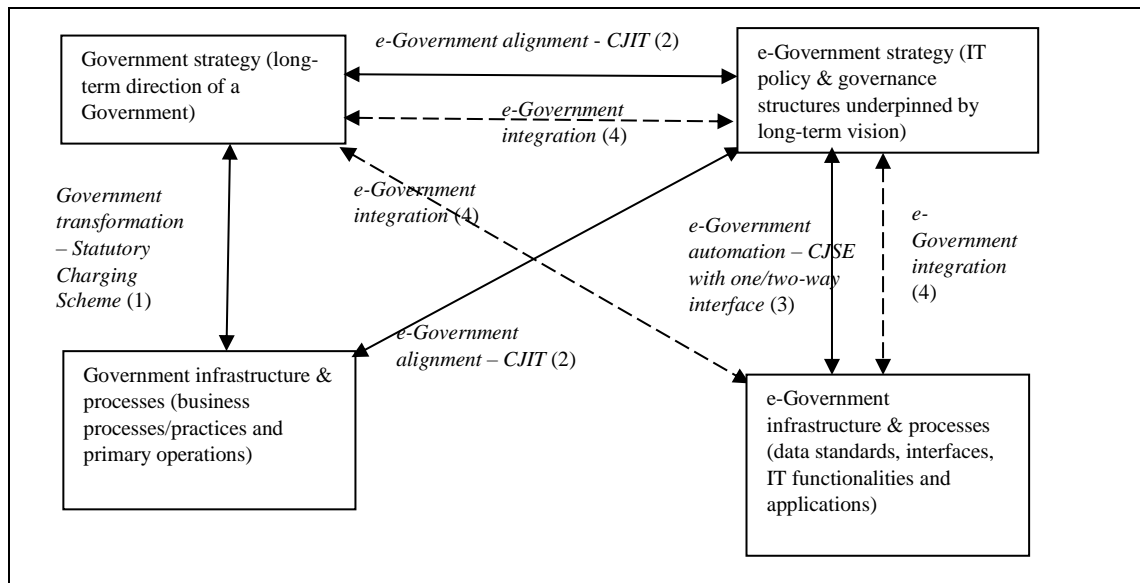 Government strategy (long-
term direction of a
Government)
e-Government alignment - CJIT (2)
e-Government
integration (4)
e-Government strategy (IT
policy & governance
structures underpinned by
long-term vision)
Government
transformation
– Statutory
Charging
Scheme (1)
e-Government
integration (4)
e-Government
automation – CJSE
with one/two-way
interface (3)
e-
Government
integration
(4)
e-Government
alignment – CJIT (2)
Government infrastructure &
processes (business
processes/practices and
primary operations)
e-Government
infrastructure & processes
(data standards, interfaces,
IT functionalities and
applications)